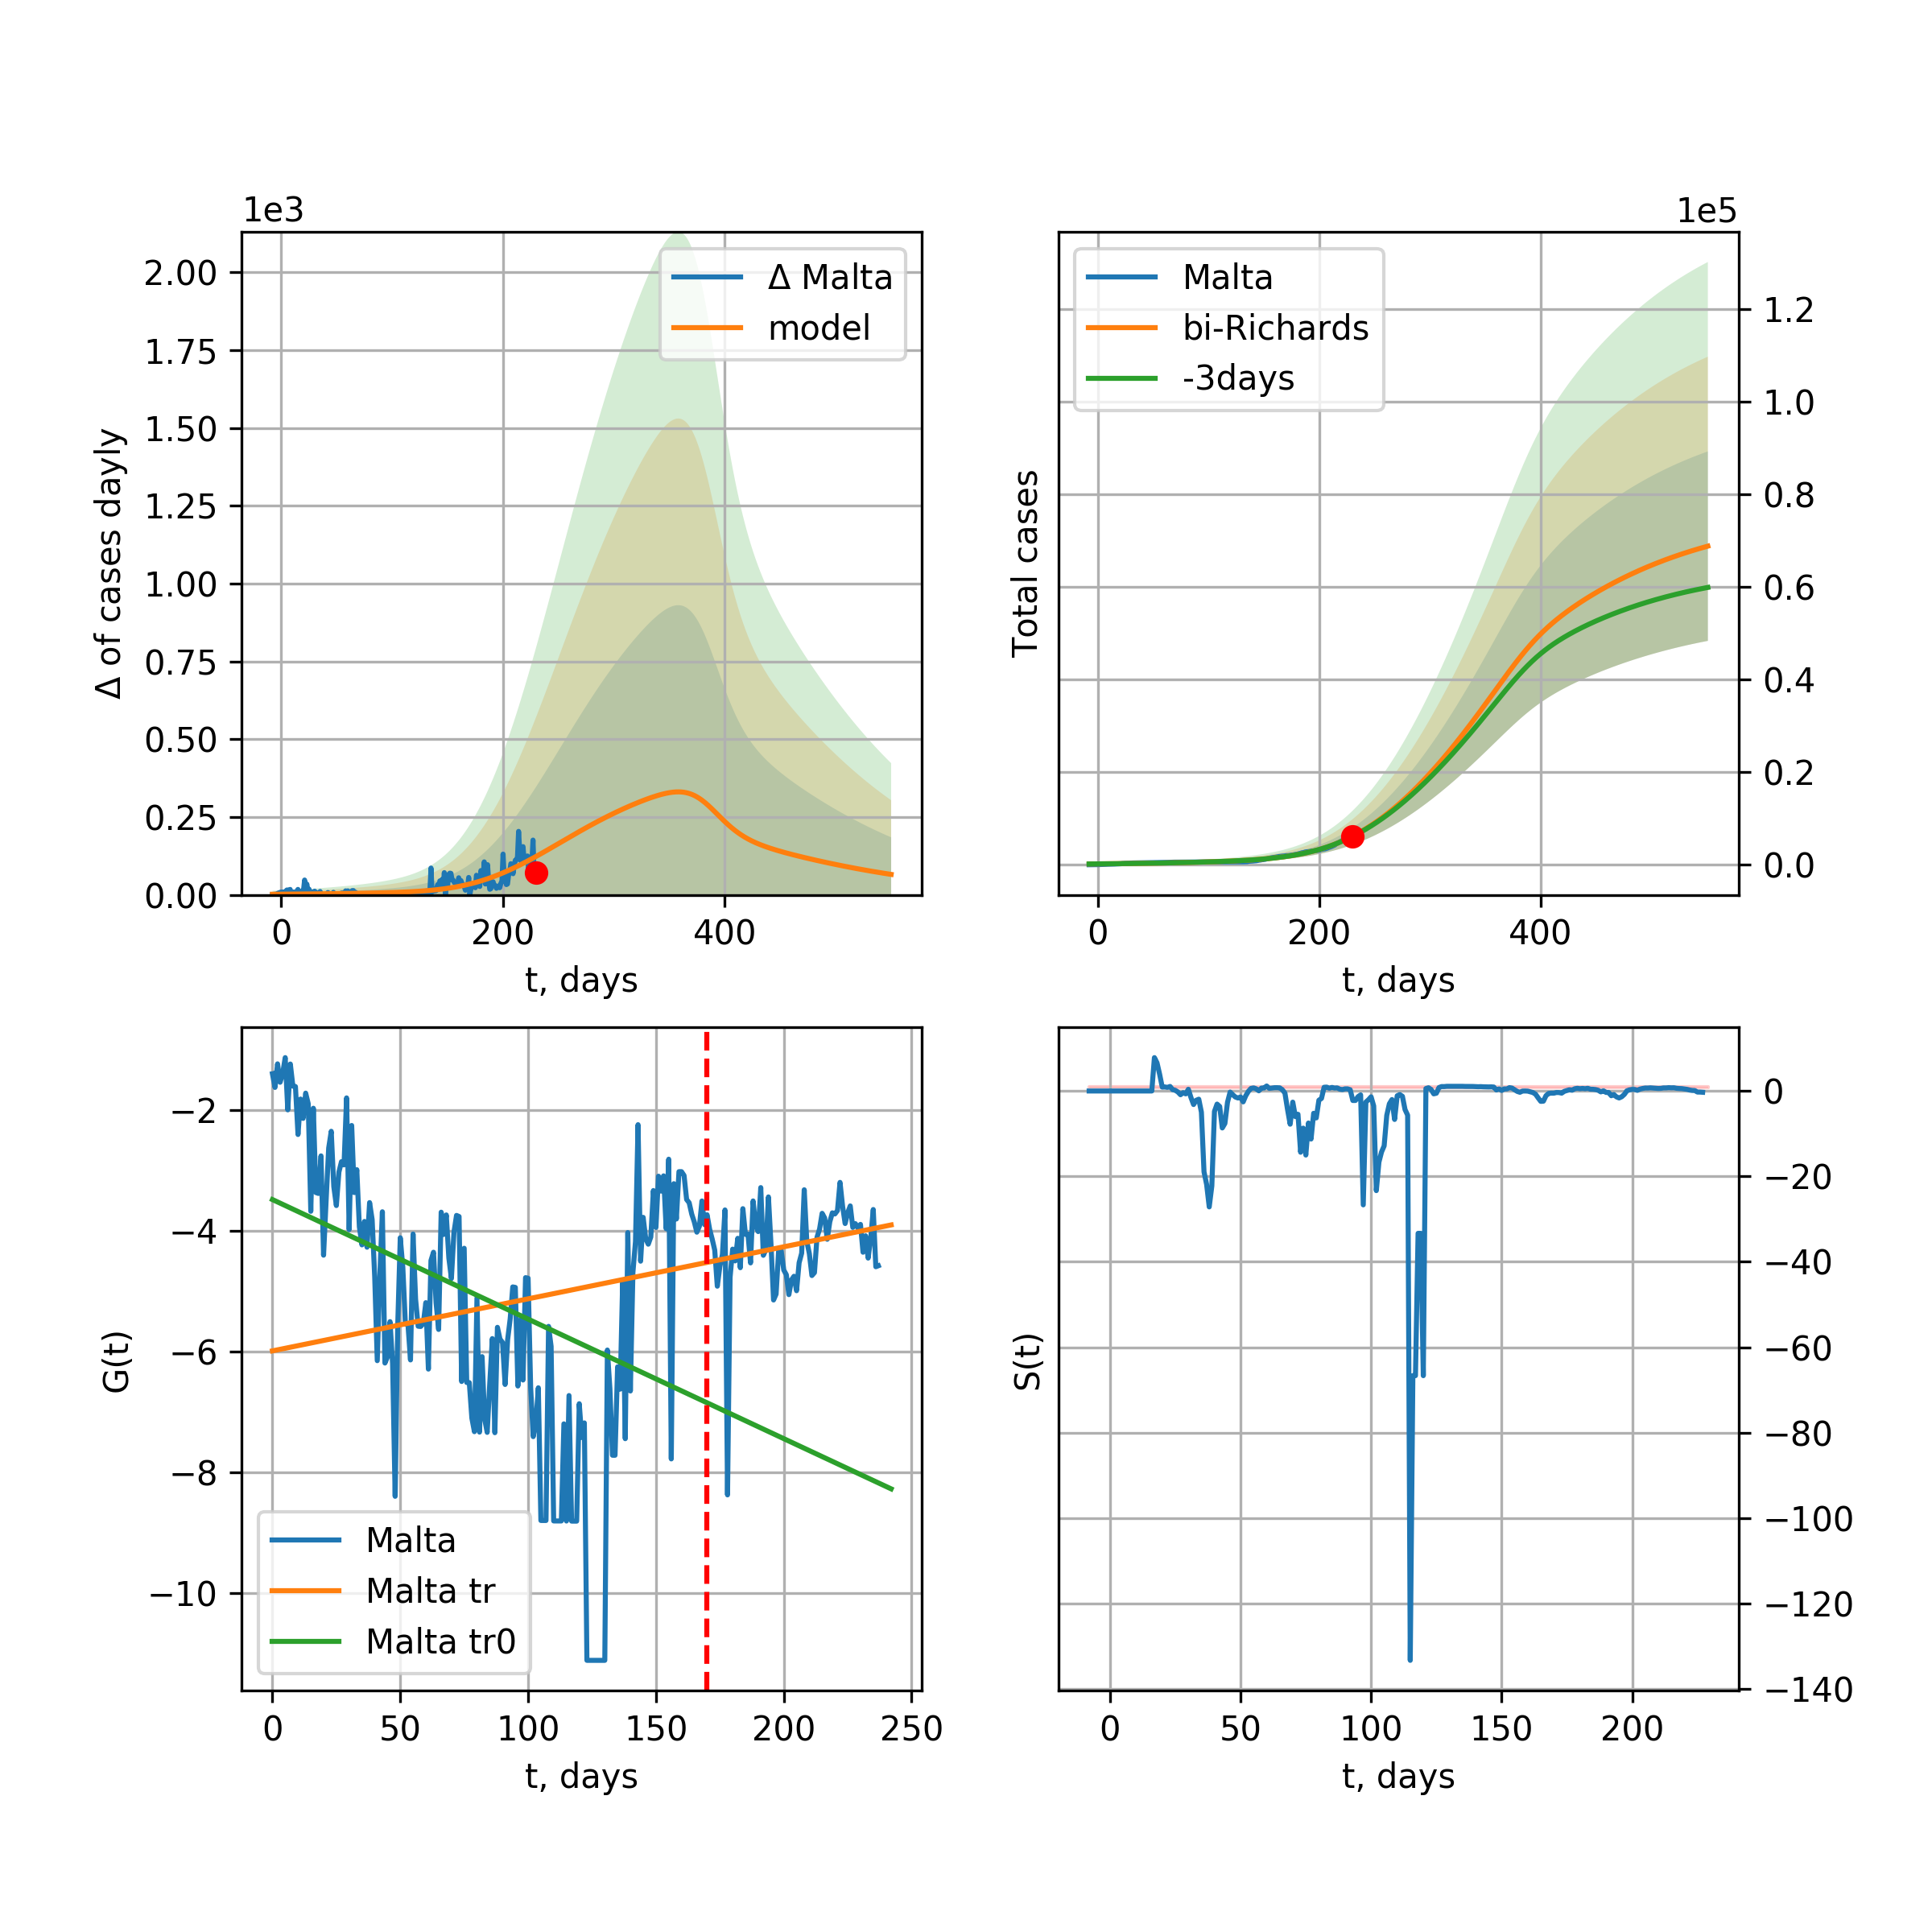 1e3
2.00
1.75
1.50
1.25
1.00
0.75
0.50
0.25
0.00
Δ of cases dayly
Δ Malta
model
0 200 400
t, days
1e5
Malta
bi-Richards
-3days
Total cases
1.2
1.0
0.8
0.6
0.4
0.2
0.0
0 200 400
t, days
−2
−4
−6
−8
−10
G(t)
Malta
Malta tr
Malta tr0
0 50 100 150 200 250
t, days
S(t)
0
−20
−40
−60
−80
−100
−120
−140
0 50 100 150 200
t, days